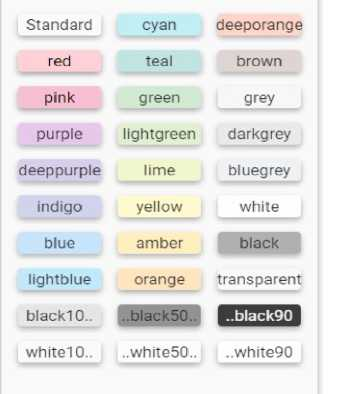 Standard cyan deeporange
red teal brown
pink green grey
purple lightgreen darkgrey
deeppurple lime bluegrey
indigo yellow white
blue amber black
lightblue orange transparent
black10.. ..black50.. ..black90
white10.. ..white50.. ..white90